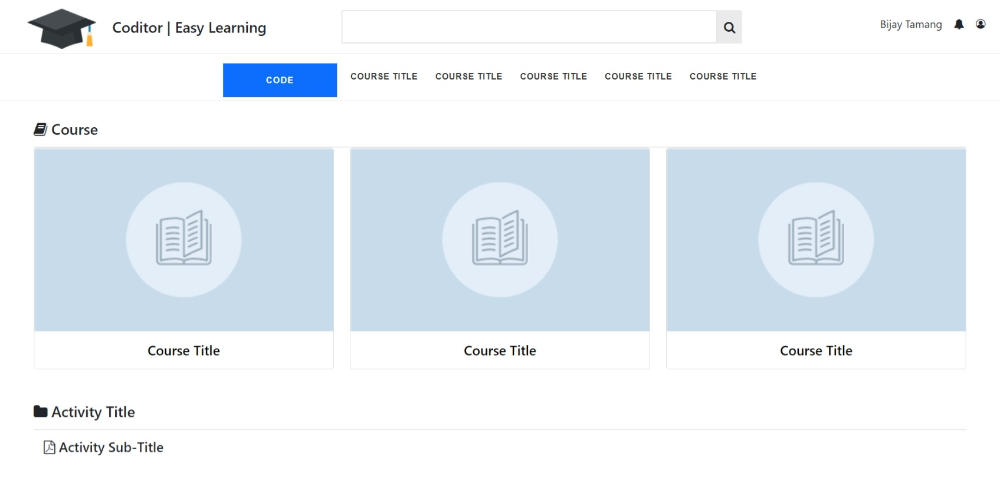 Coditor | Easy Learning
Bijay Tamang
CODE COURSE TITLE COURSE TITLE COURSE TITLE COURSE TITLE COURSE TITLE
Course
Course Title Course Title Course Title
Activity Title
Activity Sub-Title